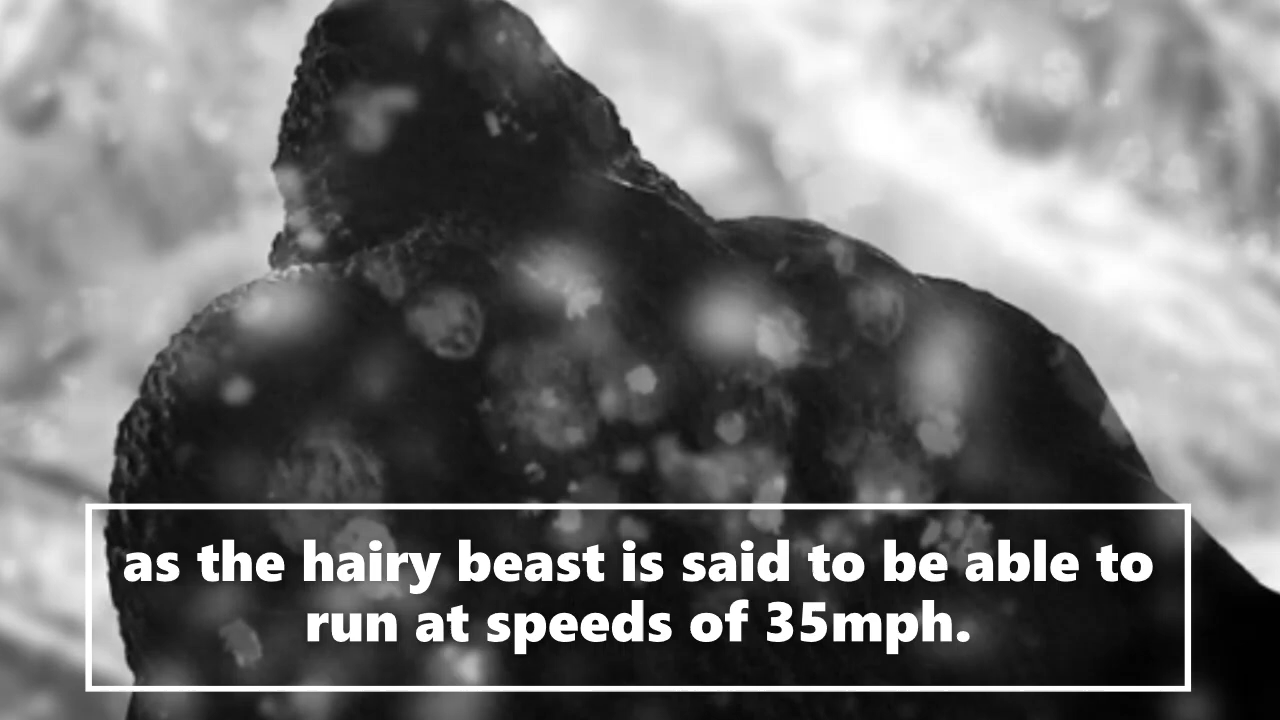 as the hairy beast is said to be able to
run at speeds of 35mph.